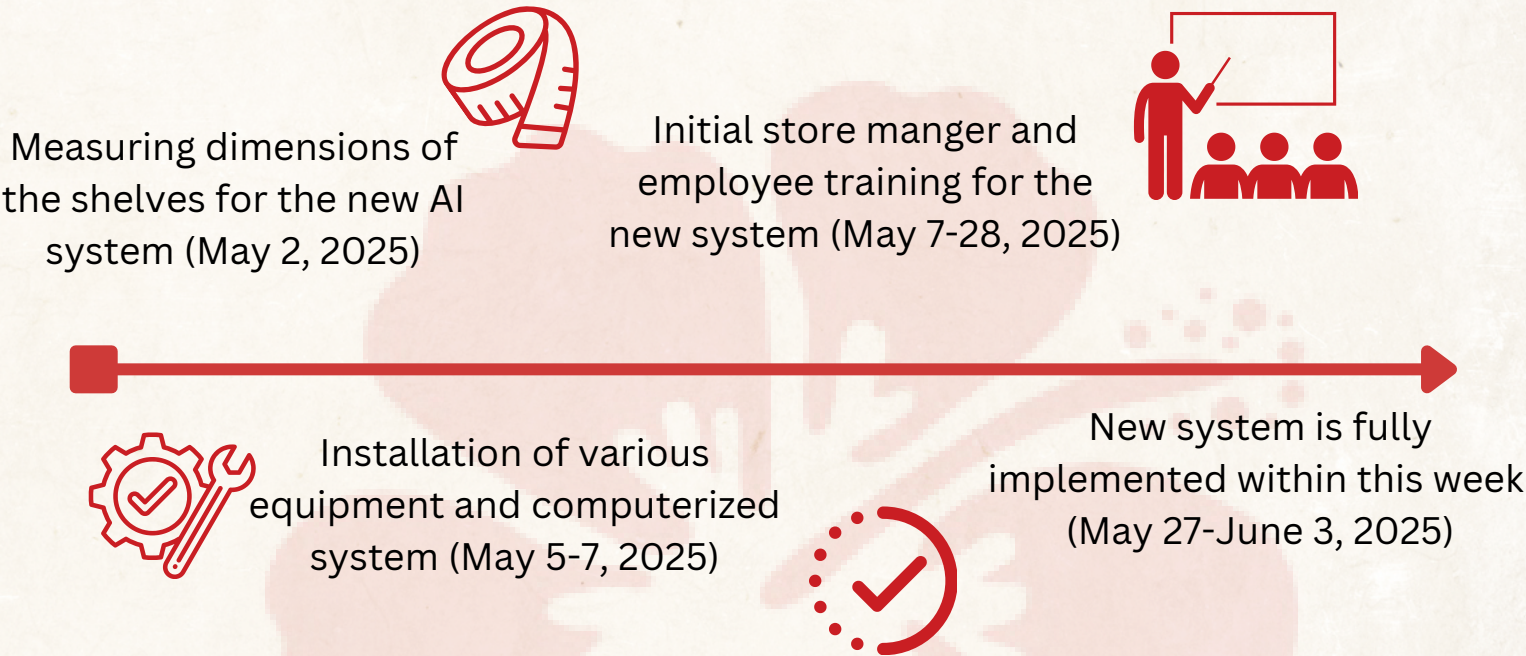 Measuring dimensions of
the shelves for the new AI
system (May 2, 2025)
Installation of various
equipment and computerized
system (May 5-7, 2025)
Initial store manger and
employee training for the
new system (May 7-28, 2025)
New system is fully
implemented within this week
(May 27-June 3, 2025)